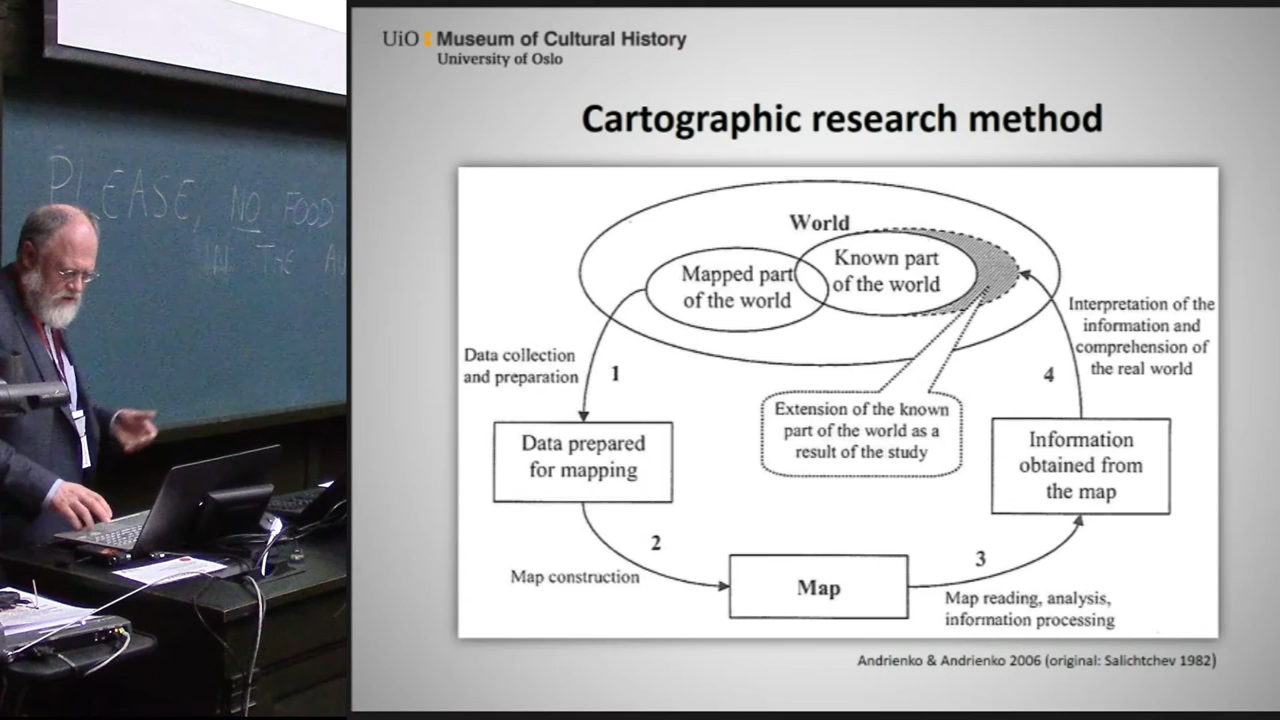 PLEASE, NO FOOD
IN THE
UiO Museum of Cultural History
University of Oslo
Cartographic research method
World
Mapped part
of the world
Known part
of the world
Data collection
and preparation
1
Interpretation of the
information and
comprehension of
the real world
4
Extension of the known
part of the world as a
result of the study
Data prepared
for mapping
Information
obtained from
the map
2
Map construction
Map
3
Map reading, analysis,
information processing
Andrienko & Andrienko 2006 (original: Salichtchev 1982)